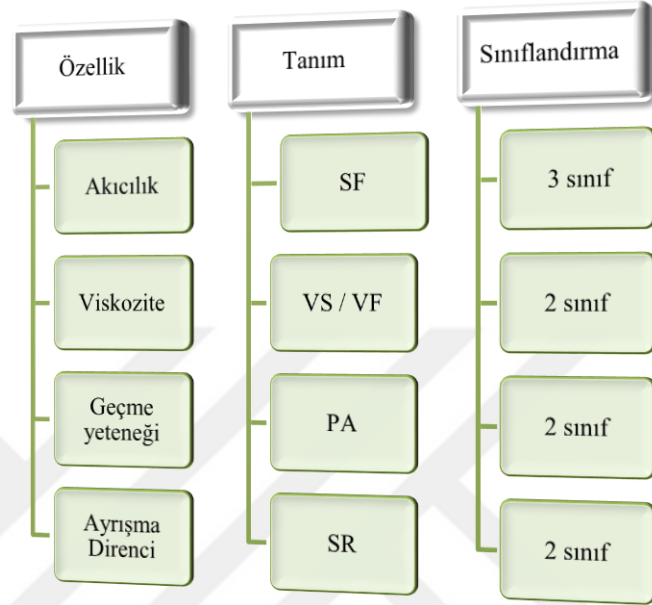 Özellik
Akıcılık
Viskozite
Geçme
yeteneği
Ayrışma
Direnci
Tanım
SF
VS / VF
PA
SR
Sınıflandırma
3 sınıf
2 sınıf
2 sınıf
2 sınıf